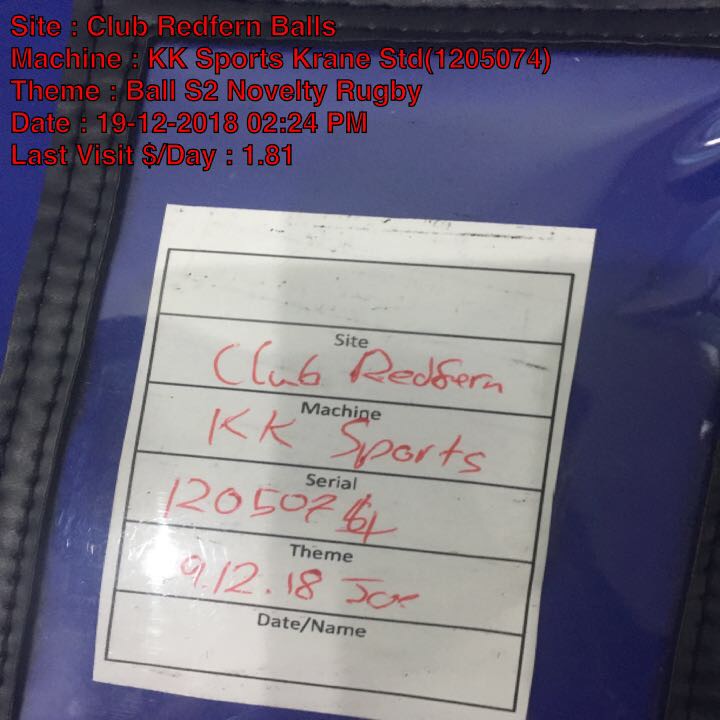 Site : Club Redfern Balls
Machine : KK Sports Krane Std(1205074)
Theme : Ball S2 Novelty Rugby
Date : 19-12-2018 02:24 PM
Last Visit $/Day : 1.81
Site
Club Redfern
Machine
KK Sports
Serial
Theme
9.12.18 Joe
Date/Name